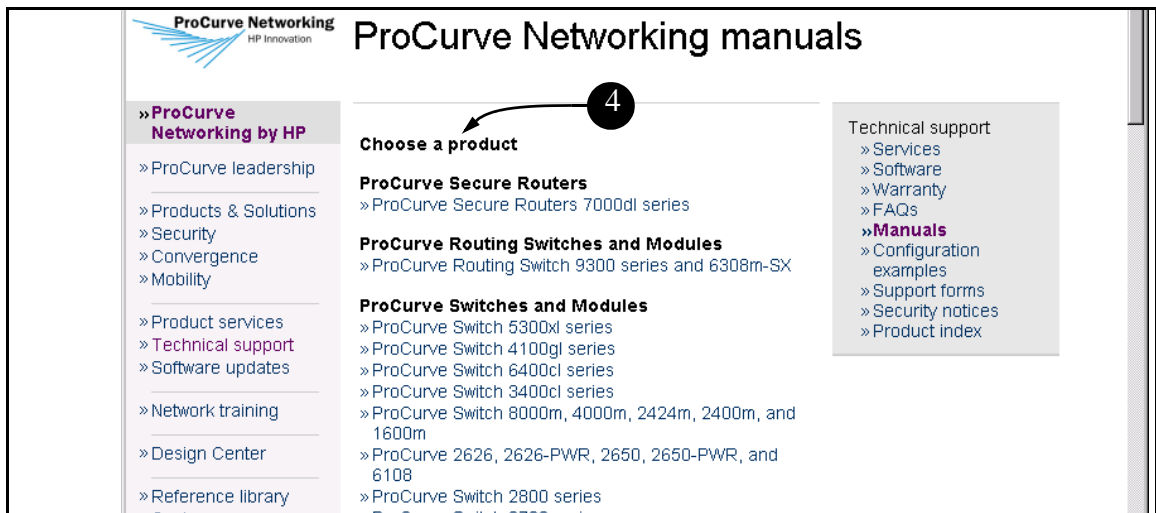 ProCurve Networking
HP Innovation
ProCurve Networking manuals
4
»ProCurve
Networking by HP
»ProCurve leadership
»Products & Solutions
»Security
»Convergence
»Mobility
»Product services
»Technical support
»Software updates
»Network training
»Design Center
»Reference library
Choose a product
ProCurve Secure Routers
»ProCurve Secure Routers 7000dl series
ProCurve Routing Switches and Modules
»ProCurve Routing Switch 9300 series and 6308m-SX
ProCurve Switches and Modules
»ProCurve Switch 5300xl series
»ProCurve Switch 4100gl series
»ProCurve Switch 6400cl series
»ProCurve Switch 3400cl series
»ProCurve Switch 8000m, 4000m, 2424m, 2400m, and
1600m
»ProCurve 2626, 2626-PWR, 2650, 2650-PWR, and
6108
»ProCurve Switch 2800 series
Technical support
»Services
»Software
»Warranty
»FAQs
»Manuals
»Configuration
examples
»Support forms
»Security notices
»Product index